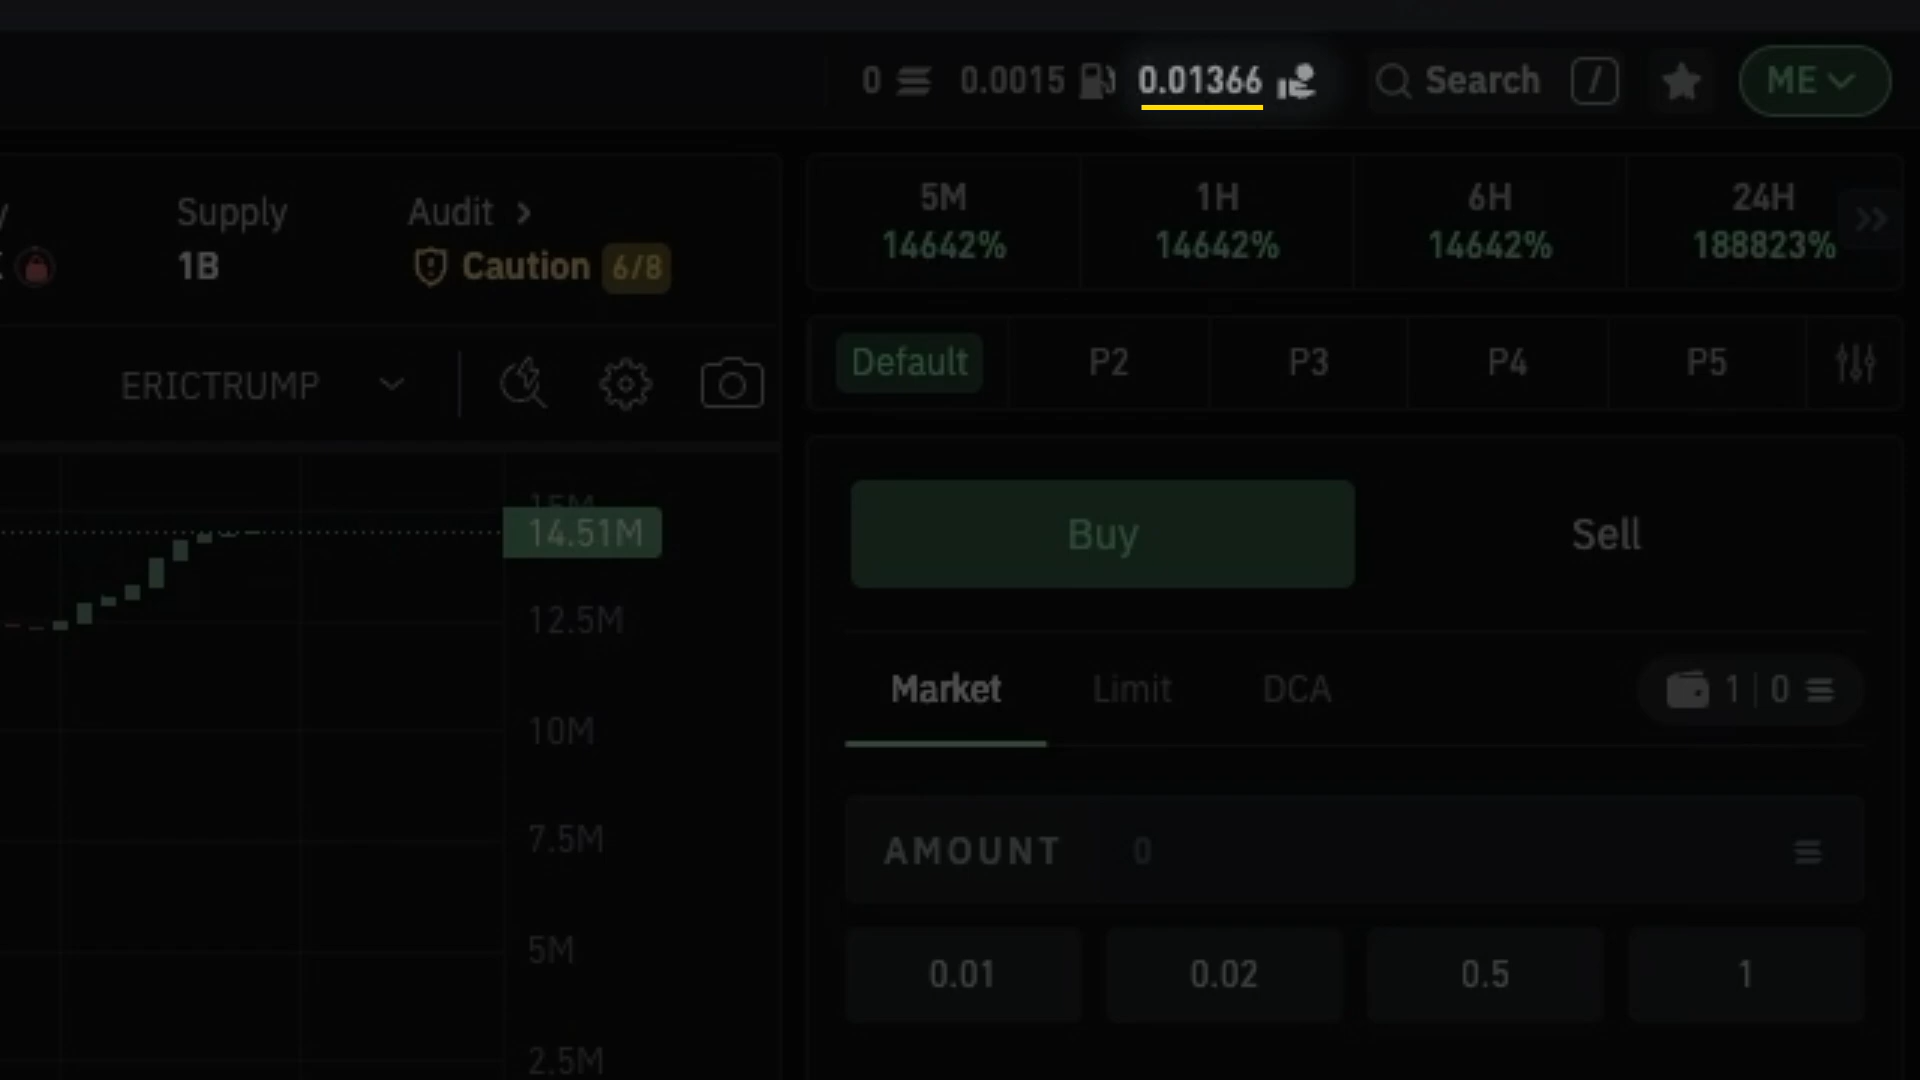 0 0.0015 0.01366 Search / ME
Supply
1B
Audit >
Caution 6/8
5M 1H 6H 24H
14642% 14642% 14642% 188823%
ERICTRUMP
Default P2 P3 P4 P5
15M
14.51M
12.5M
10M
7.5M
5M
2.5M
Buy Sell
Market Limit DCA 1 | 0
AMOUNT 0
0.01 0.02 0.5 1